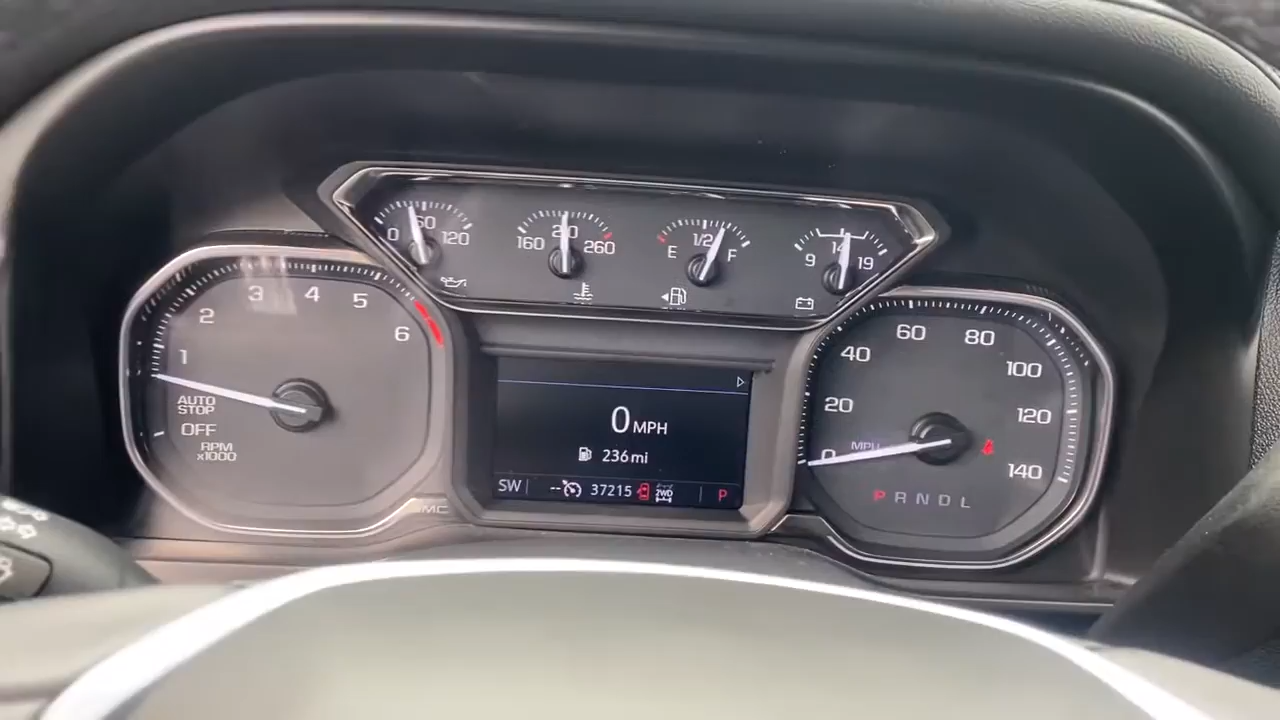 0 60 120
160 210 260
E 1/2 F
9 14 19
1 2 3 4 5 6
AUTO
STOP
OFF
RPM
x1000
0 MPH
236 mi
SW -- 37215 2WD P
GMC
0 20 40 60 80 100 120 140
MPH
P R N D L